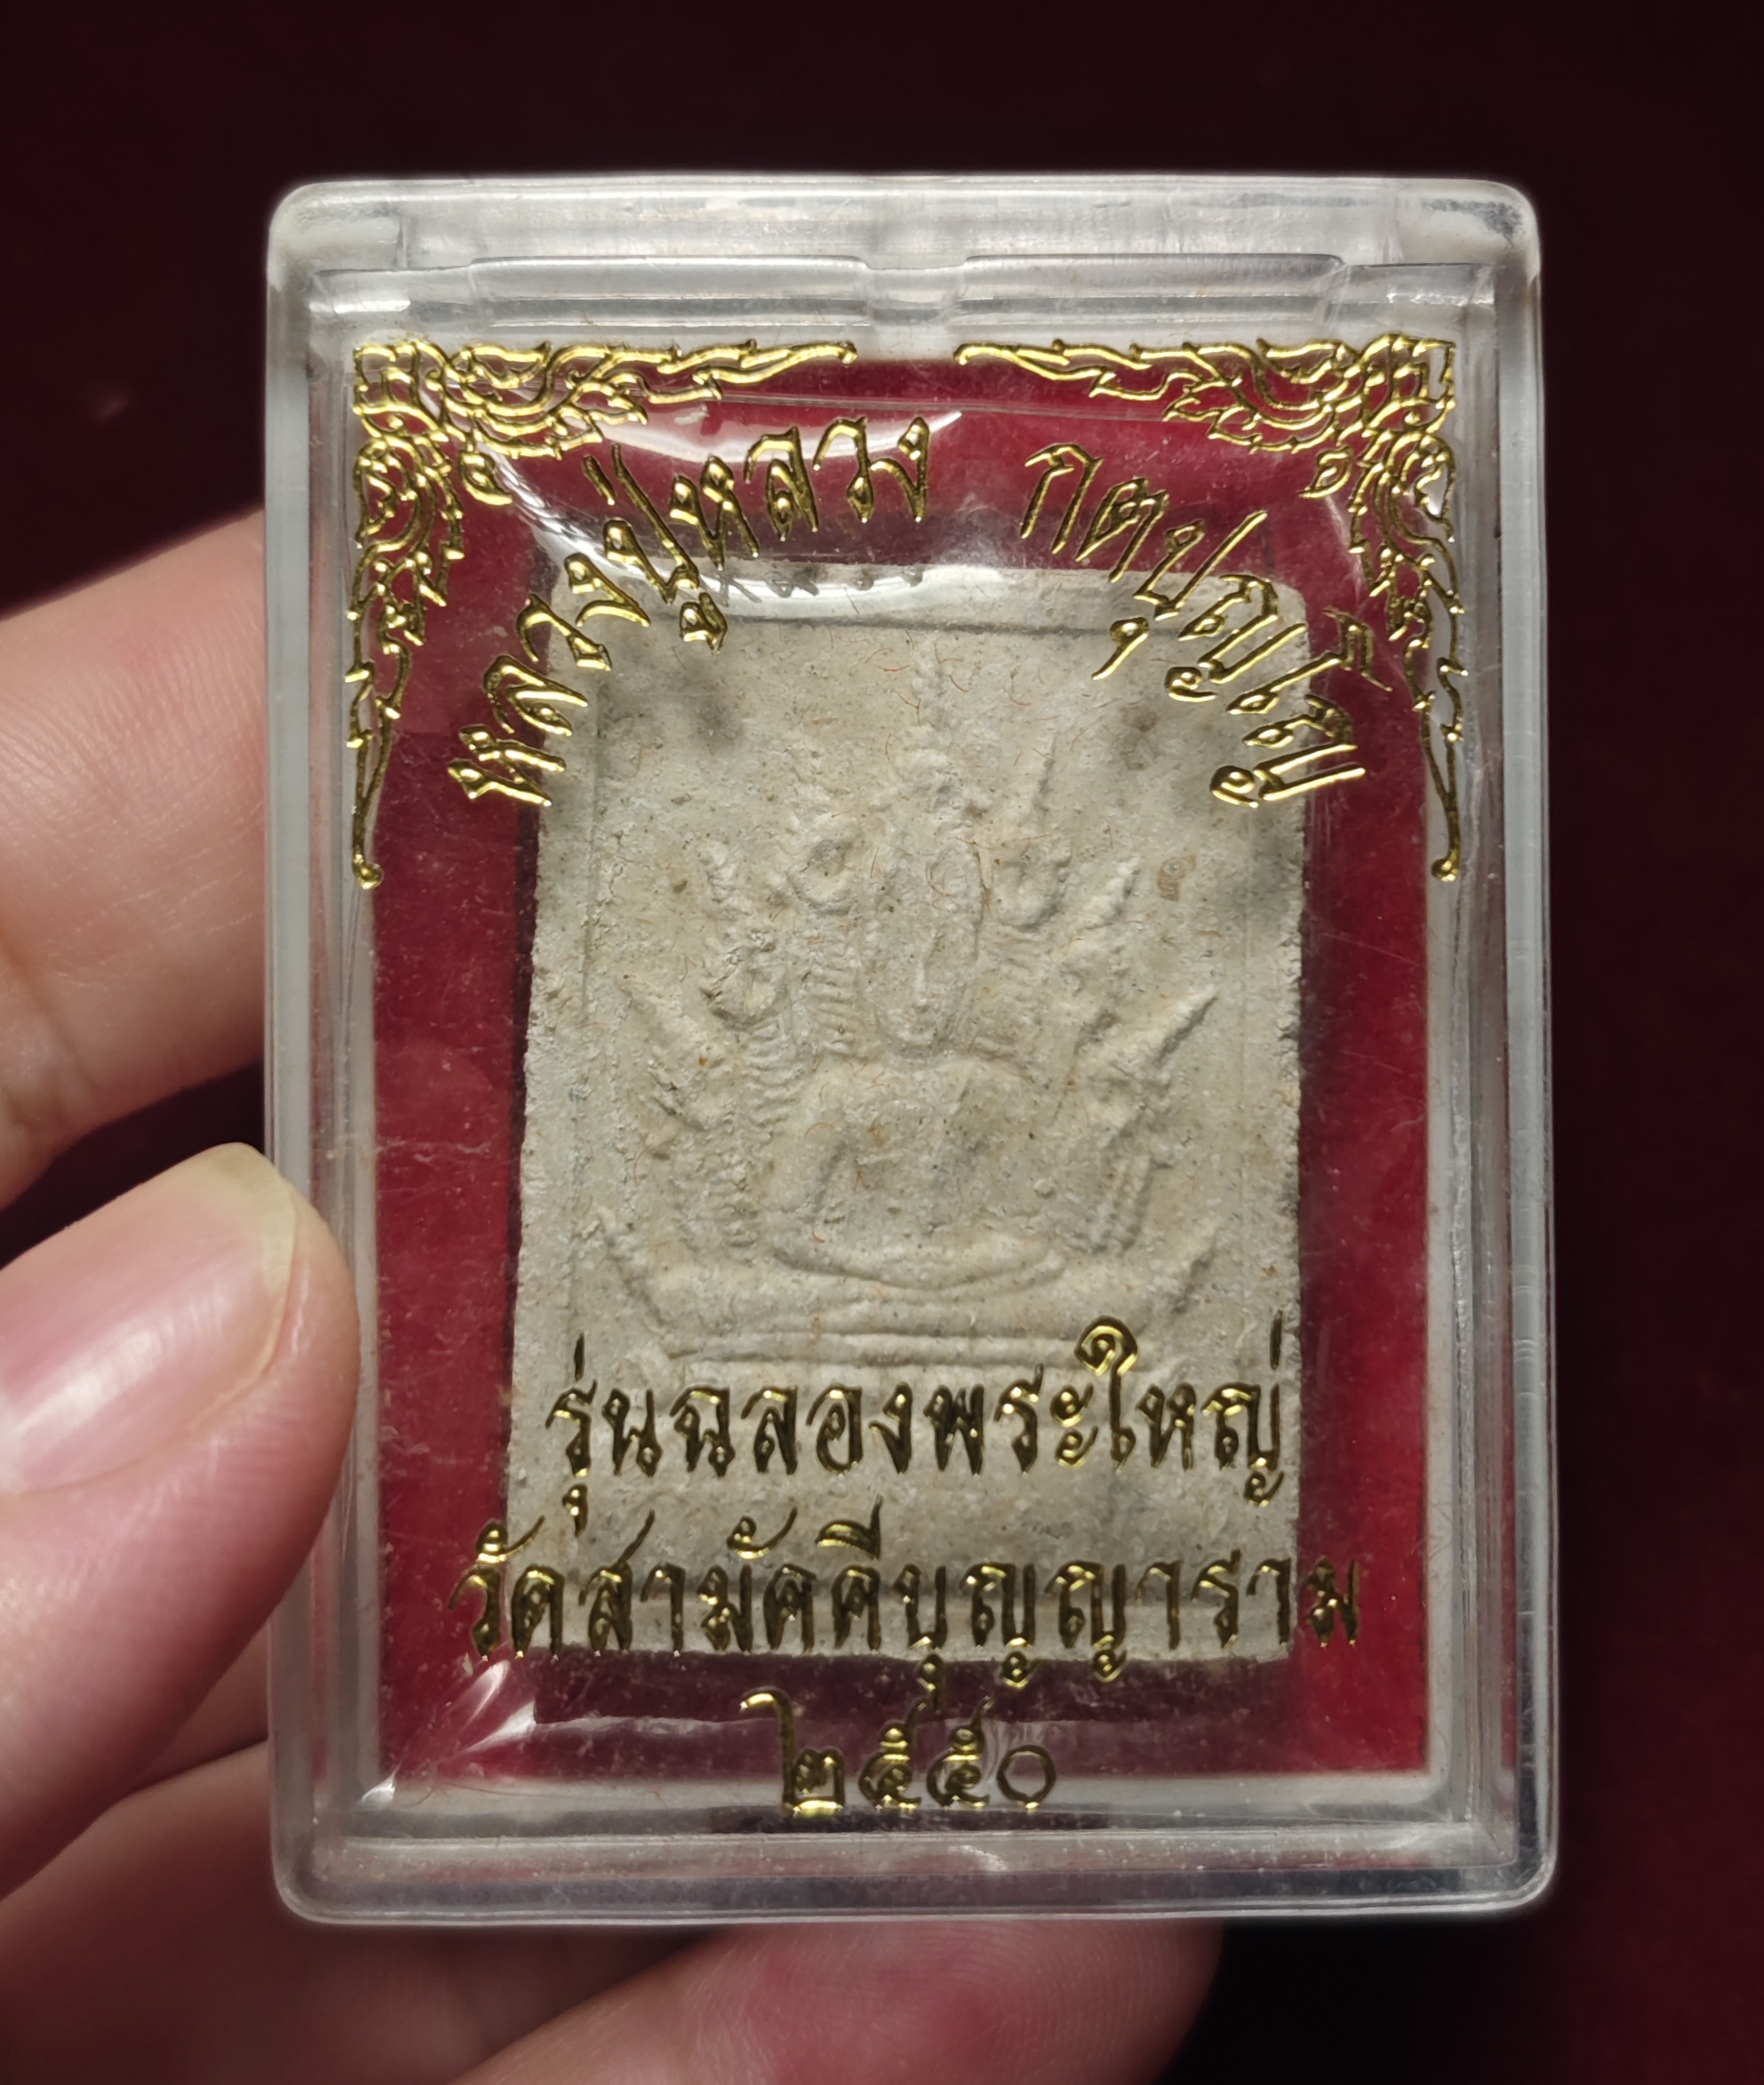 หลวงปู่หลวง กตปุญโญ
รุ่นฉลองพระใหญ่
วัดสามัคคีบุญญาราม
๒๕๕๐